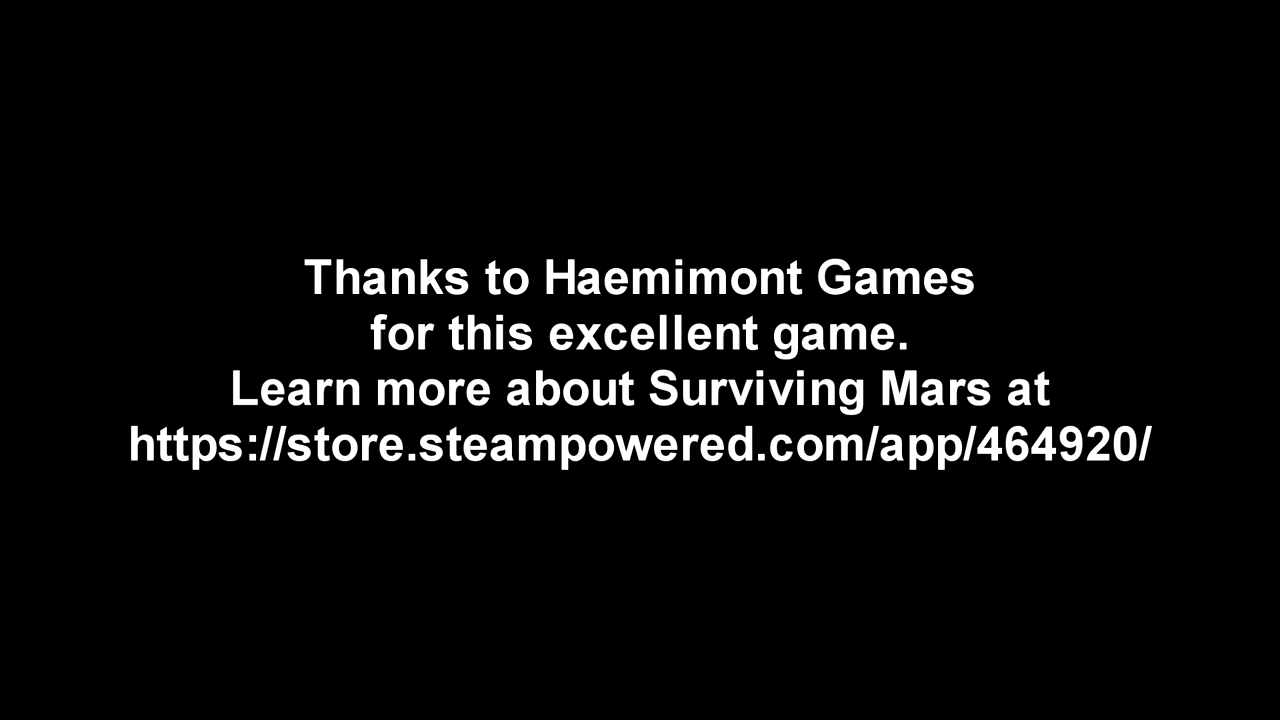 Thanks to Haemimont Games
for this excellent game.
Learn more about Surviving Mars at
https://store.steampowered.com/app/464920/